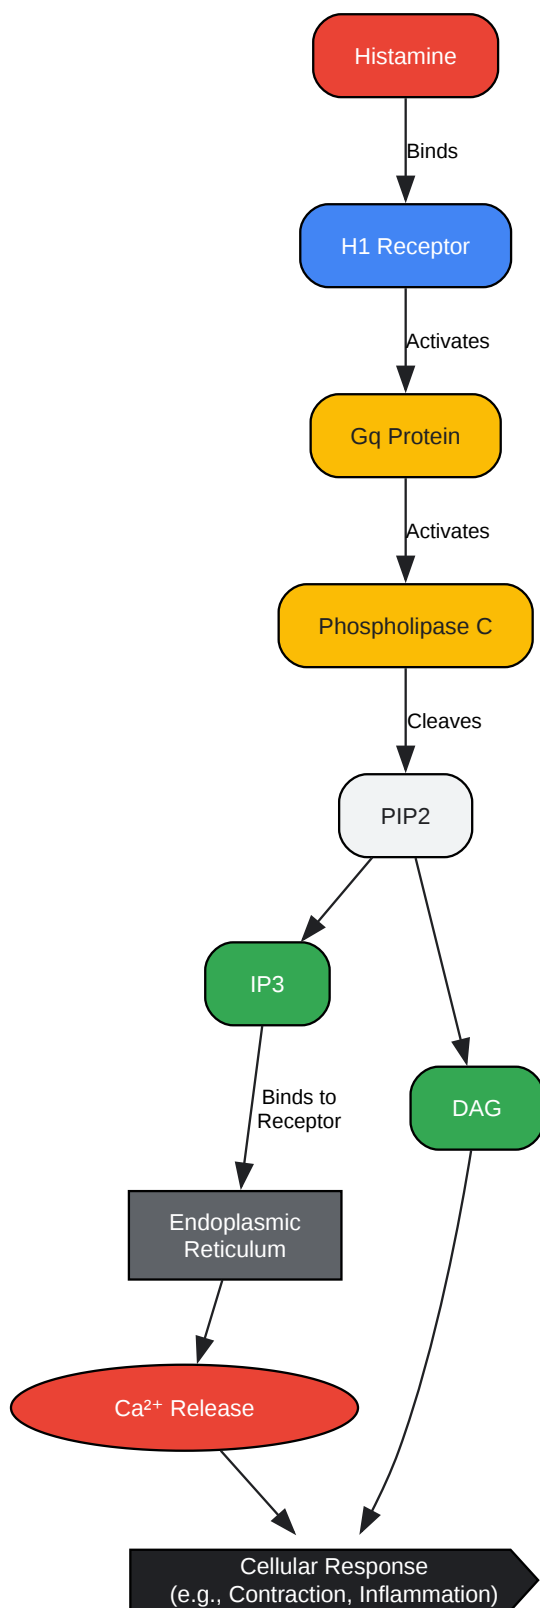 Histamine
Binds
H1 Receptor
Activates
Gq Protein
Activates
Phospholipase C
Cleaves
PIP2
IP3
Binds to
Receptor
DAG
Endoplasmic
Reticulum
Ca²⁺ Release
Cellular Response
(e.g., Contraction, Inflammation)